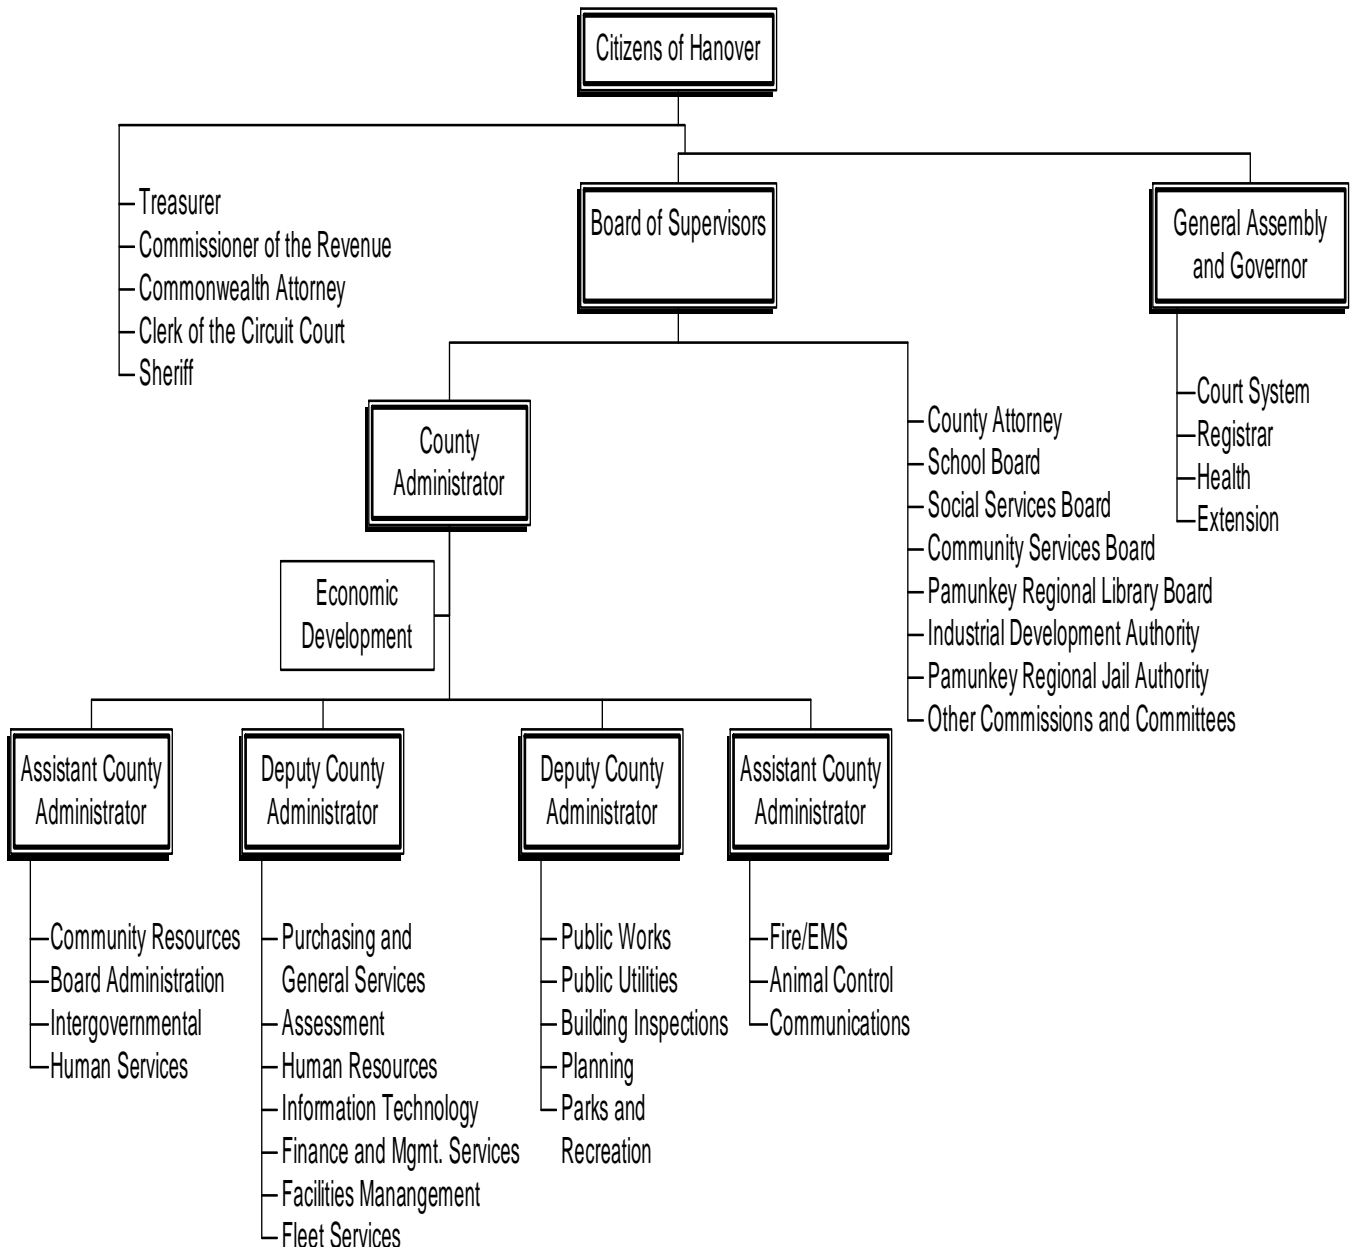 Citizens of Hanover
Treasurer
Commissioner of the Revenue
Commonwealth Attorney
Clerk of the Circuit Court
Sheriff
Board of Supervisors
General Assembly
and Governor
Court System
Registrar
Health
Extension
County
Administrator
County Attorney
School Board
Social Services Board
Community Services Board
Pamunkey Regional Library Board
Industrial Development Authority
Pamunkey Regional Jail Authority
Other Commissions and Committees
Economic
Development
Assistant County
Administrator
Community Resources
Board Administration
Intergovernmental
Human Services
Deputy County
Administrator
Purchasing and
General Services
Assessment
Human Resources
Information Technology
Finance and Mgmt. Services
Facilities Manangement
Fleet Services
Deputy County
Administrator
Public Works
Public Utilities
Building Inspections
Planning
Parks and
Recreation
Assistant County
Administrator
Fire/EMS
Animal Control
Communications